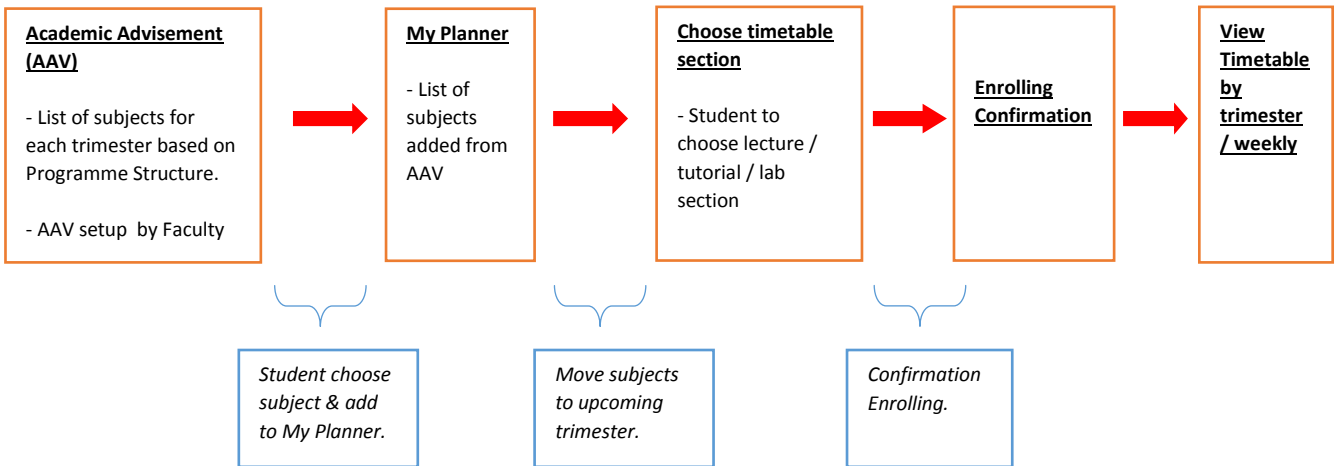 Academic Advisement
(AAV)
- List of subjects for
each trimester based on
Programme Structure.
- AAV setup by Faculty
My Planner
- List of
subjects
added from
AAV
Choose timetable
section
- Student to
choose lecture /
tutorial / lab
section
Enrolling
Confirmation
View
Timetable
by
trimester
/ weekly
Student choose
subject & add
to My Planner.
Move subjects
to upcoming
trimester.
Confirmation
Enrolling.